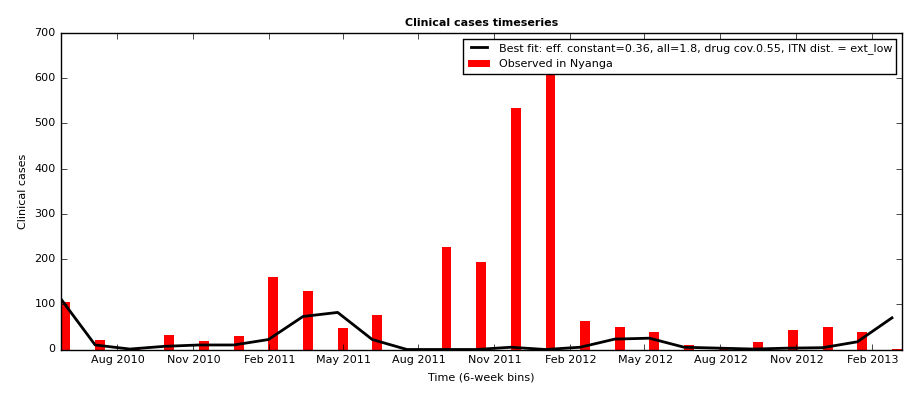 Clinical cases timeseries
700
600
500
400
300
200
100
0
Clinical cases
Best fit: eff. constant=0.36, all=1.8, drug cov.0.55, ITN dist. = ext_low
Observed in Nyanga
Aug 2010 Nov 2010 Feb 2011 May 2011 Aug 2011 Nov 2011 Feb 2012 May 2012 Aug 2012 Nov 2012 Feb 2013
Time (6-week bins)